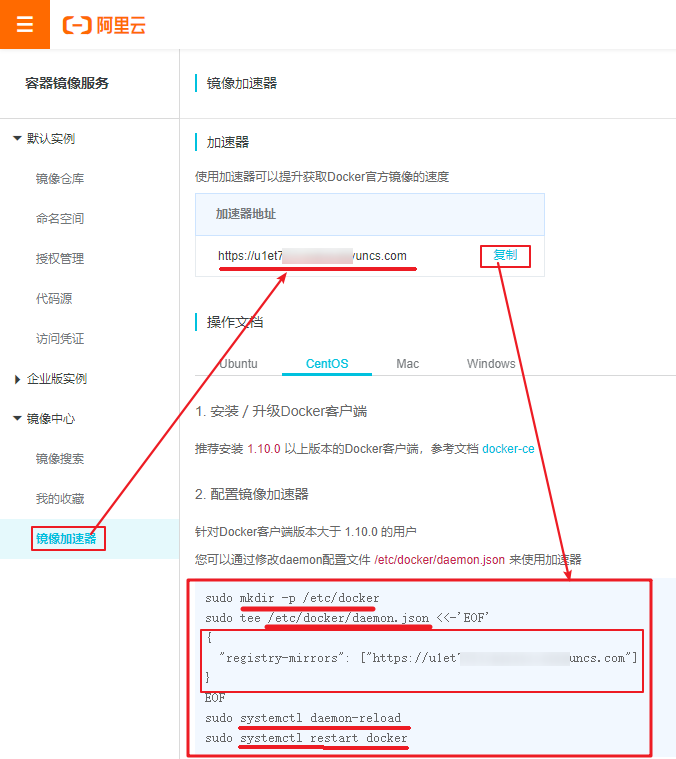 阿里云
容器镜像服务
镜像加速器
默认实例
镜像仓库
命名空间
授权管理
代码源
访问凭证
企业版实例
镜像中心
镜像搜索
我的收藏
镜像加速器
加速器
使用加速器可以提升获取Docker官方镜像的速度
加速器地址
https://u1et7 yuncs.com 复制
操作文档
Ubuntu CentOS Mac Windows
1. 安装 / 升级Docker客户端
推荐安装 1.10.0 以上版本的Docker客户端，参考文档 docker-ce
2. 配置镜像加速器
针对Docker客户端版本大于 1.10.0 的用户
您可以通过修改daemon配置文件 /etc/docker/daemon.json 来使用加速器
sudo mkdir -p /etc/docker
sudo tee /etc/docker/daemon.json <<-'EOF'
{
"registry-mirrors": ["https://u1et uncs.com"]
}
EOF
sudo systemctl daemon-reload
sudo systemctl restart docker